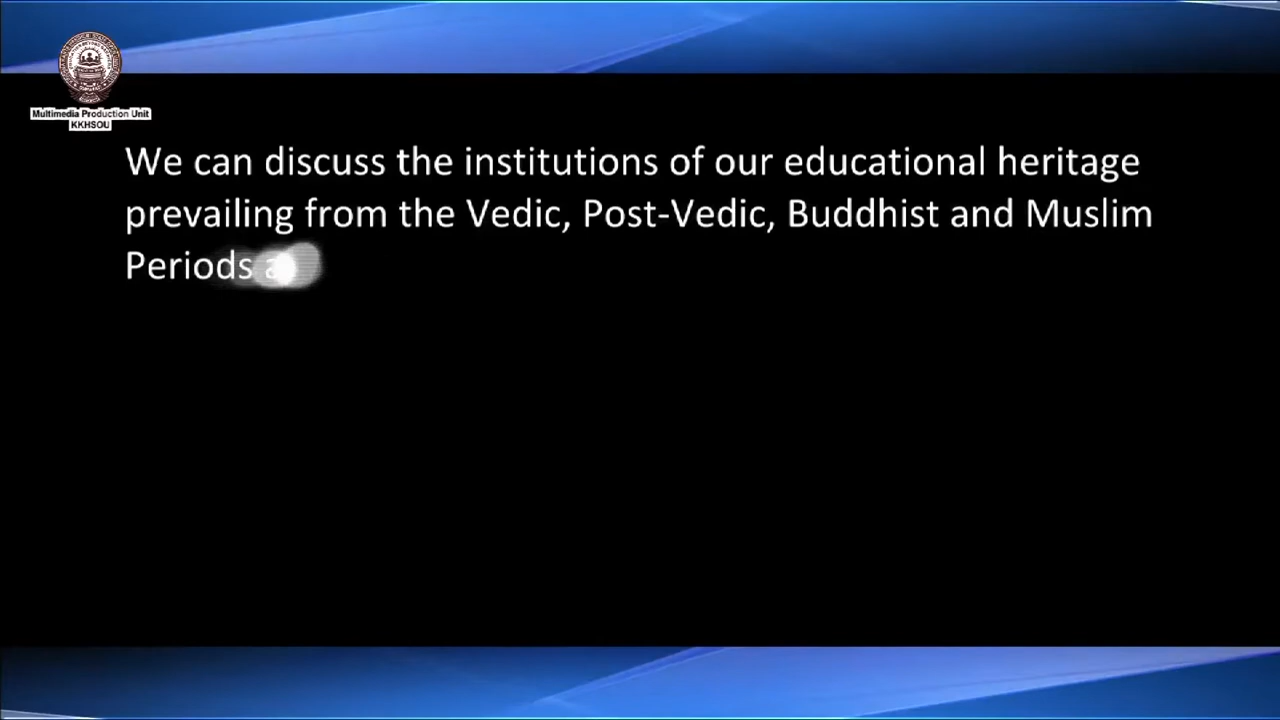 Multimedia Production Unit
KKHSOU
We can discuss the institutions of our educational heritage
prevailing from the Vedic, Post-Vedic, Buddhist and Muslim
Periods